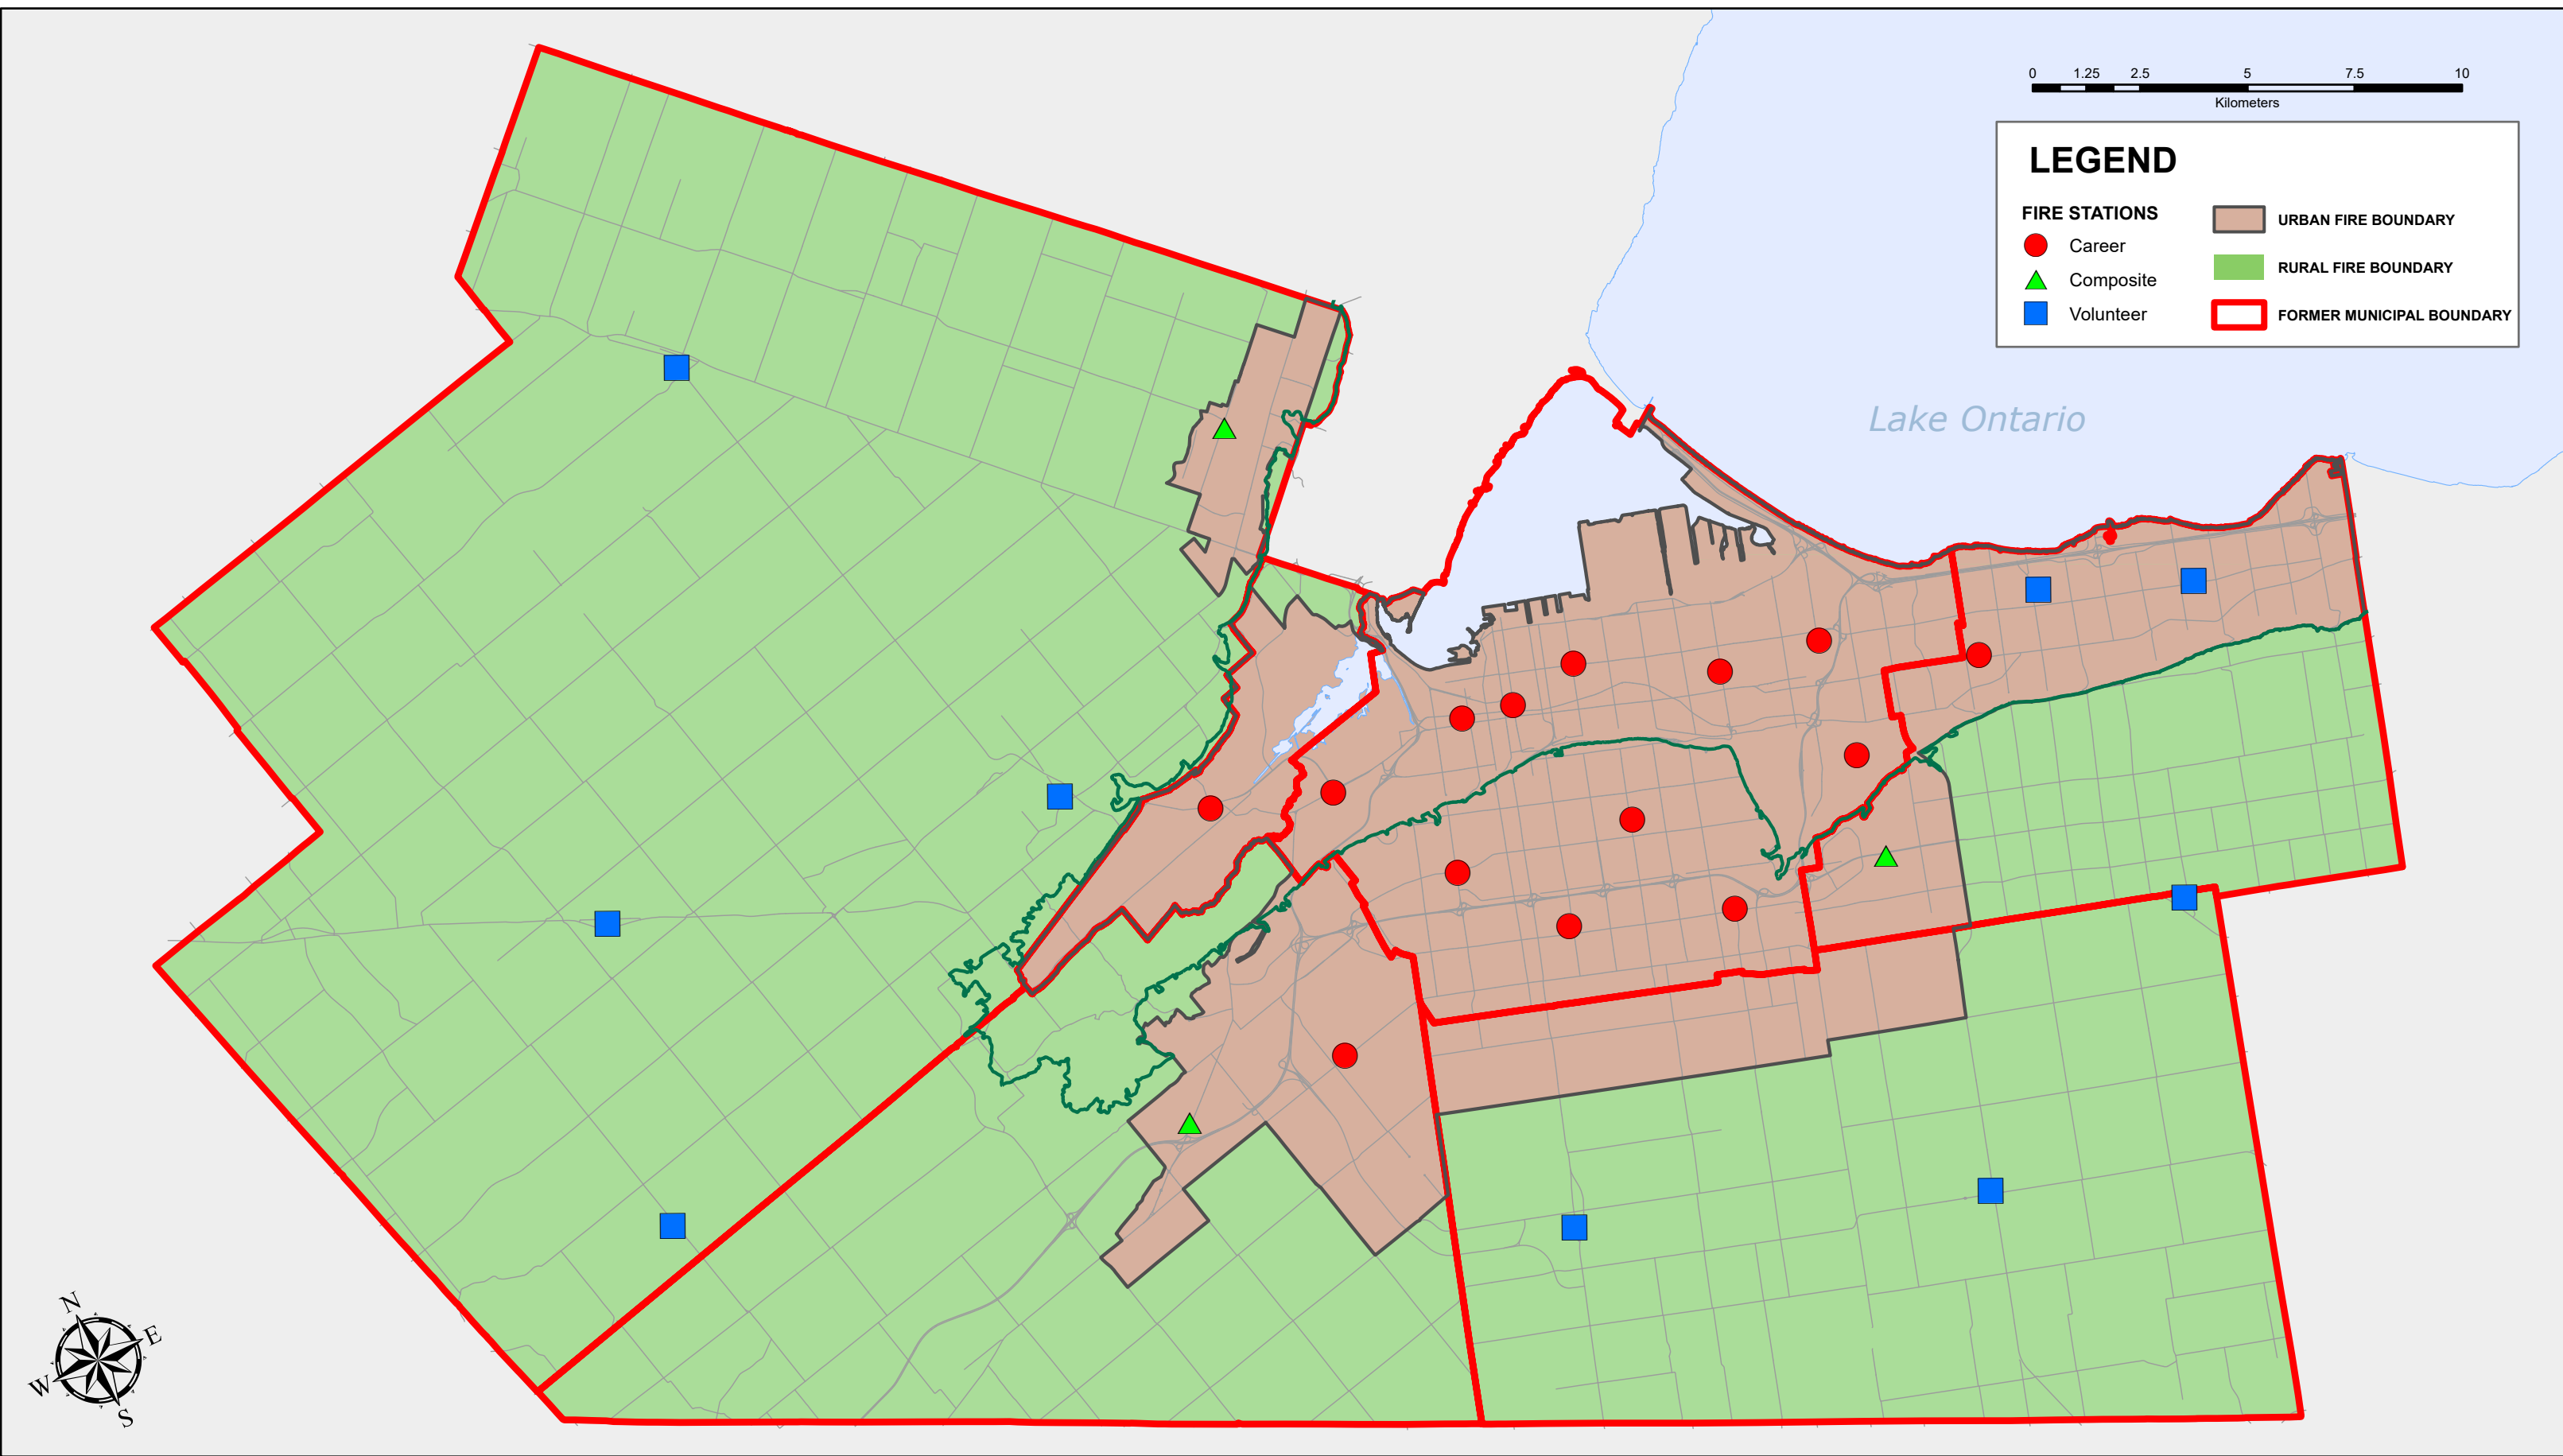 0 1.25 2.5 5 7.5 10
Kilometers
LEGEND
FIRE STATIONS
Career
Composite
Volunteer
URBAN FIRE BOUNDARY
RURAL FIRE BOUNDARY
FORMER MUNICIPAL BOUNDARY
Lake Ontario
N
E
W
S